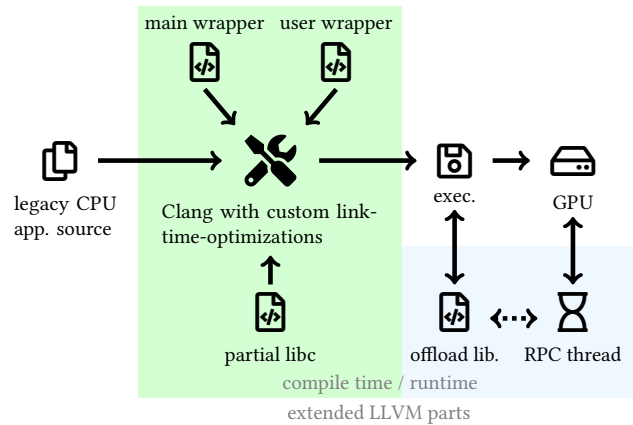 main wrapper user wrapper
legacy CPU
app. source
Clang with custom link-
time-optimizations
exec.
GPU
partial libc
offload lib.
RPC thread
compile time / runtime
extended LLVM parts